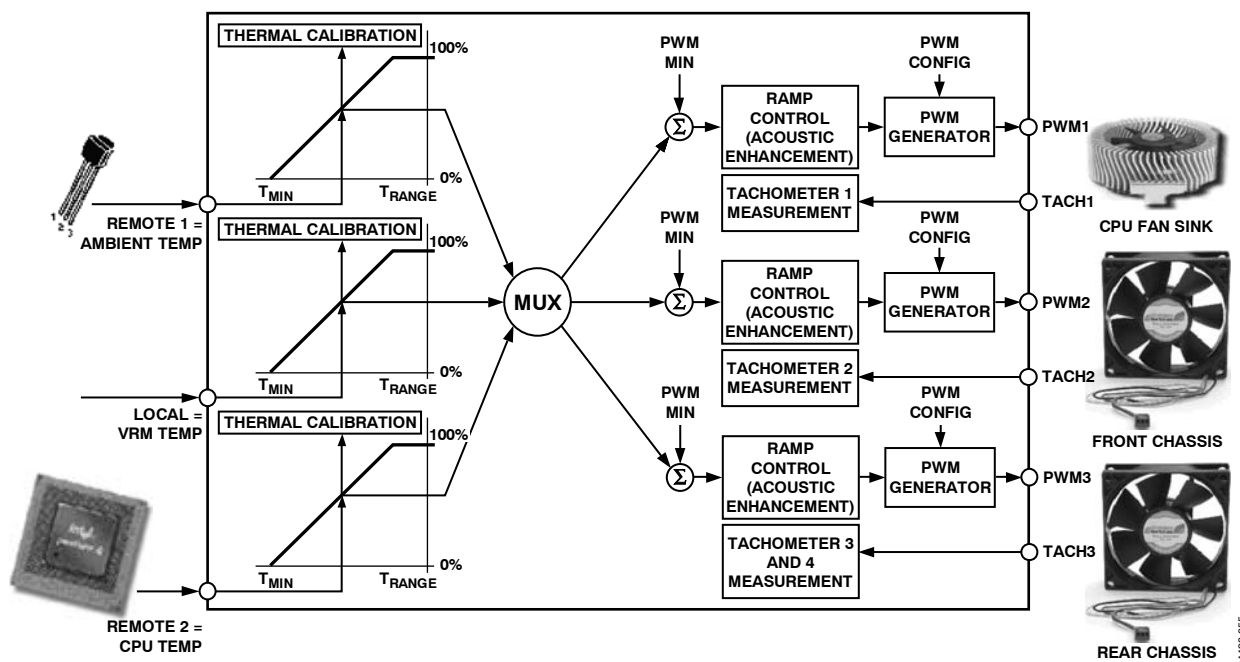 THERMAL CALIBRATION
100%
T MIN
T RANGE
0%
REMOTE 1 =
AMBIENT TEMP
1
2
3
THERMAL CALIBRATION
100%
T MIN
T RANGE
0%
LOCAL =
VRM TEMP
THERMAL CALIBRATION
100%
T MIN
T RANGE
0%
REMOTE 2 =
CPU TEMP
intel
MUX
PWM
MIN
Σ
RAMP
CONTROL
(ACOUSTIC
ENHANCEMENT)
PWM
CONFIG
PWM
GENERATOR
PWM1
TACHOMETER 1
MEASUREMENT
TACH1
CPU FAN SINK
PWM
MIN
Σ
RAMP
CONTROL
(ACOUSTIC
ENHANCEMENT)
PWM
CONFIG
PWM
GENERATOR
PWM2
TACHOMETER 2
MEASUREMENT
TACH2
FRONT CHASSIS
PWM
MIN
Σ
RAMP
CONTROL
(ACOUSTIC
ENHANCEMENT)
PWM
CONFIG
PWM
GENERATOR
PWM3
TACHOMETER 3
AND 4
MEASUREMENT
TACH3
REAR CHASSIS